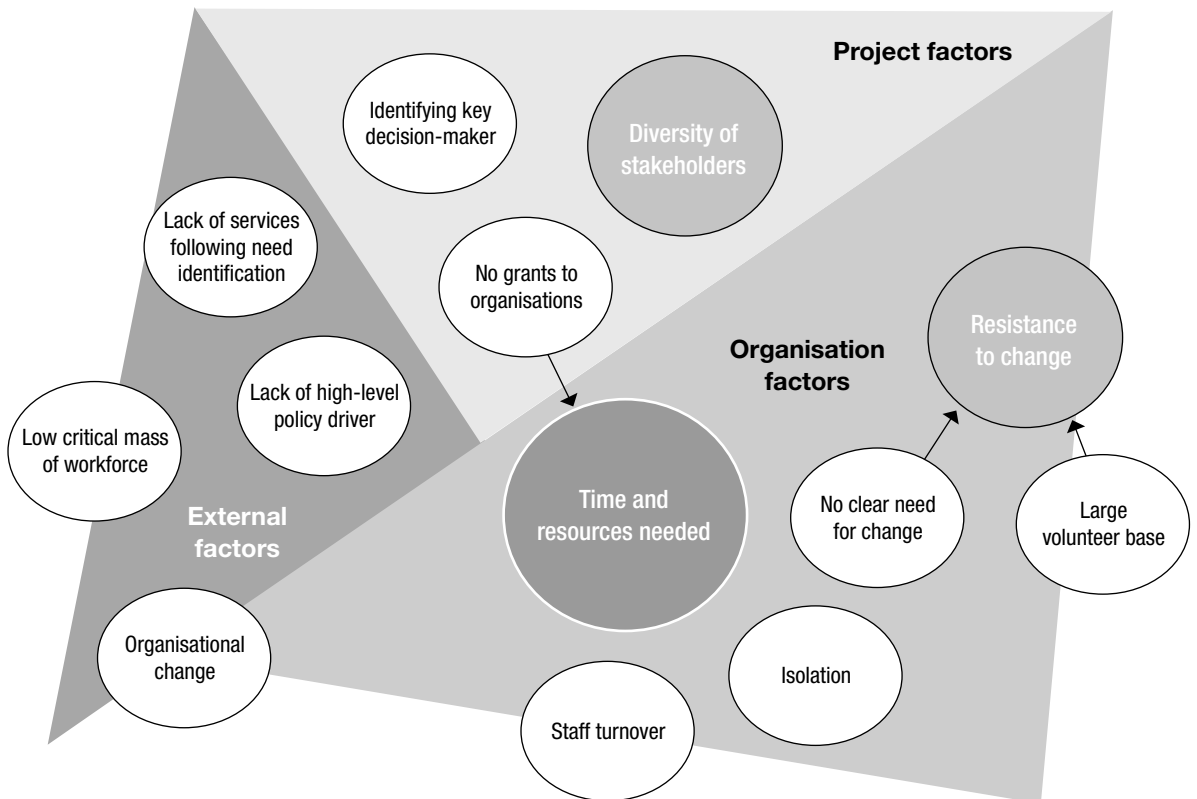 Project factors
Identifying key
decision-maker
Diversity of
stakeholders
Lack of services
following need
identification
No grants to
organisations
Resistance
to change
Organisation
factors
Lack of high-level
policy driver
Low critical mass
of workforce
External
factors
Time and
resources needed
No clear need
for change
Large
volunteer base
Organisational
change
Isolation
Staff turnover